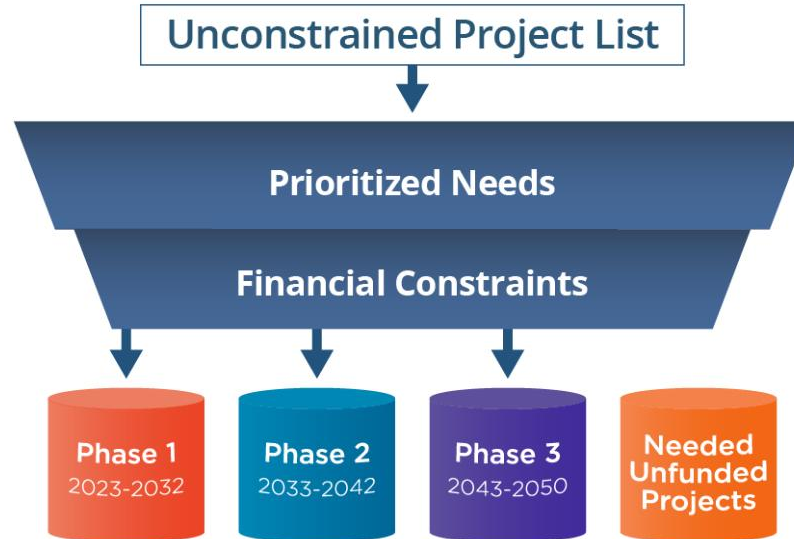 Unconstrained Project List
Prioritized Needs
Financial Constraints
Phase 1
2023-2032
Phase 2
2033-2042
Phase 3
2043-2050
Needed
Unfunded
Projects